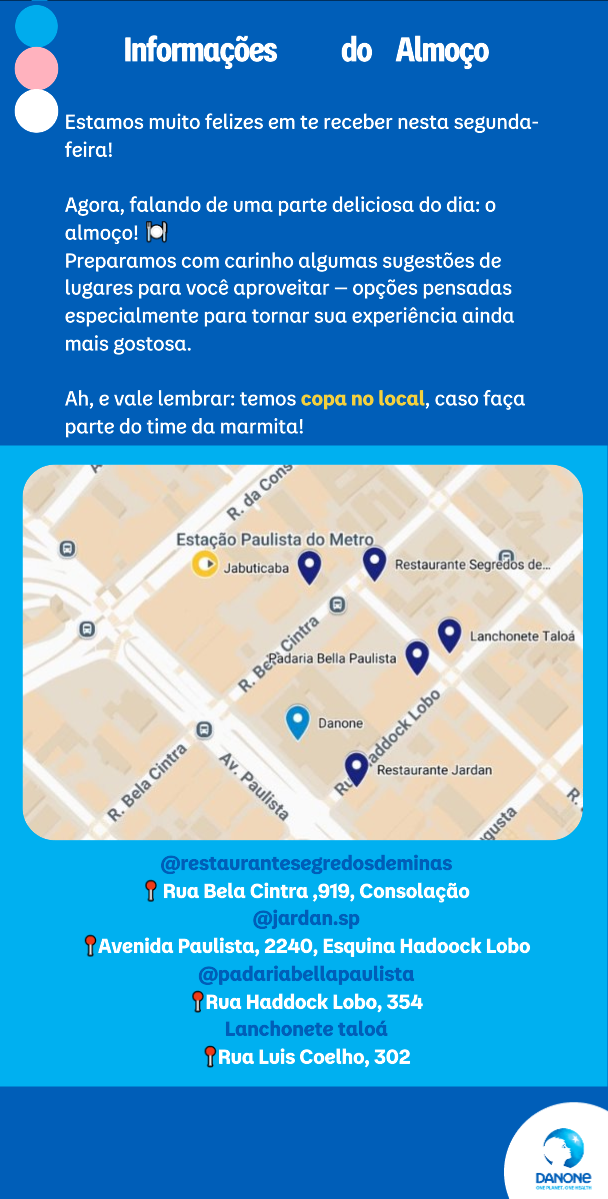 Informações do Almoço
Estamos muito felizes em te receber nesta segunda-
feira!
Agora, falando de uma parte deliciosa do dia: o
almoço! 🍽️
Preparamos com carinho algumas sugestões de
lugares para você aproveitar – opções pensadas
especialmente para tornar sua experiência ainda
mais gostosa.
Ah, e vale lembrar: temos copa no local, caso faça
parte do time da marmita!
R. da Cons
Estação Paulista do Metro
Jabuticaba
Restaurante Segredos de...
R. Bela Cintra
Lanchonete Taloá
Padaria Bella Paulista
Danone
Haddock Lobo
Restaurante Jardan
R. Bela Cintra
Av. Paulista
R.
gusta
@restaurantesegredosdeminas
📍 Rua Bela Cintra ,919, Consolação
@jardan.sp
📍Avenida Paulista, 2240, Esquina Hadoock Lobo
@padariabellapaulista
📍Rua Haddock Lobo, 354
Lanchonete taloá
📍Rua Luis Coelho, 302
DANONE
ONE PLANET. ONE HEALTH